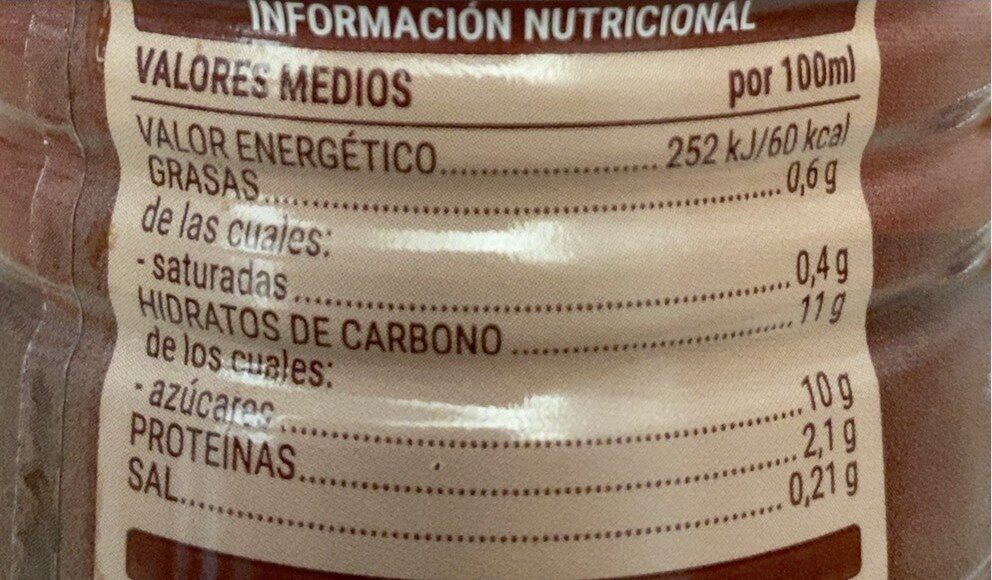 INFORMACIÓN NUTRICIONAL
VALORES MEDIOS por 100ml
VALOR ENERGÉTICO.......................... 252 kJ/60 kcal
GRASAS............................................................ 0,6 g
de las cuales:
- saturadas........................................................ 0,4 g
HIDRATOS DE CARBONO ................................ 11 g
de los cuales:
- azúcares.......................................................... 10 g
PROTEÍNAS...................................................... 2,1 g
SAL................................................................. 0,21 g